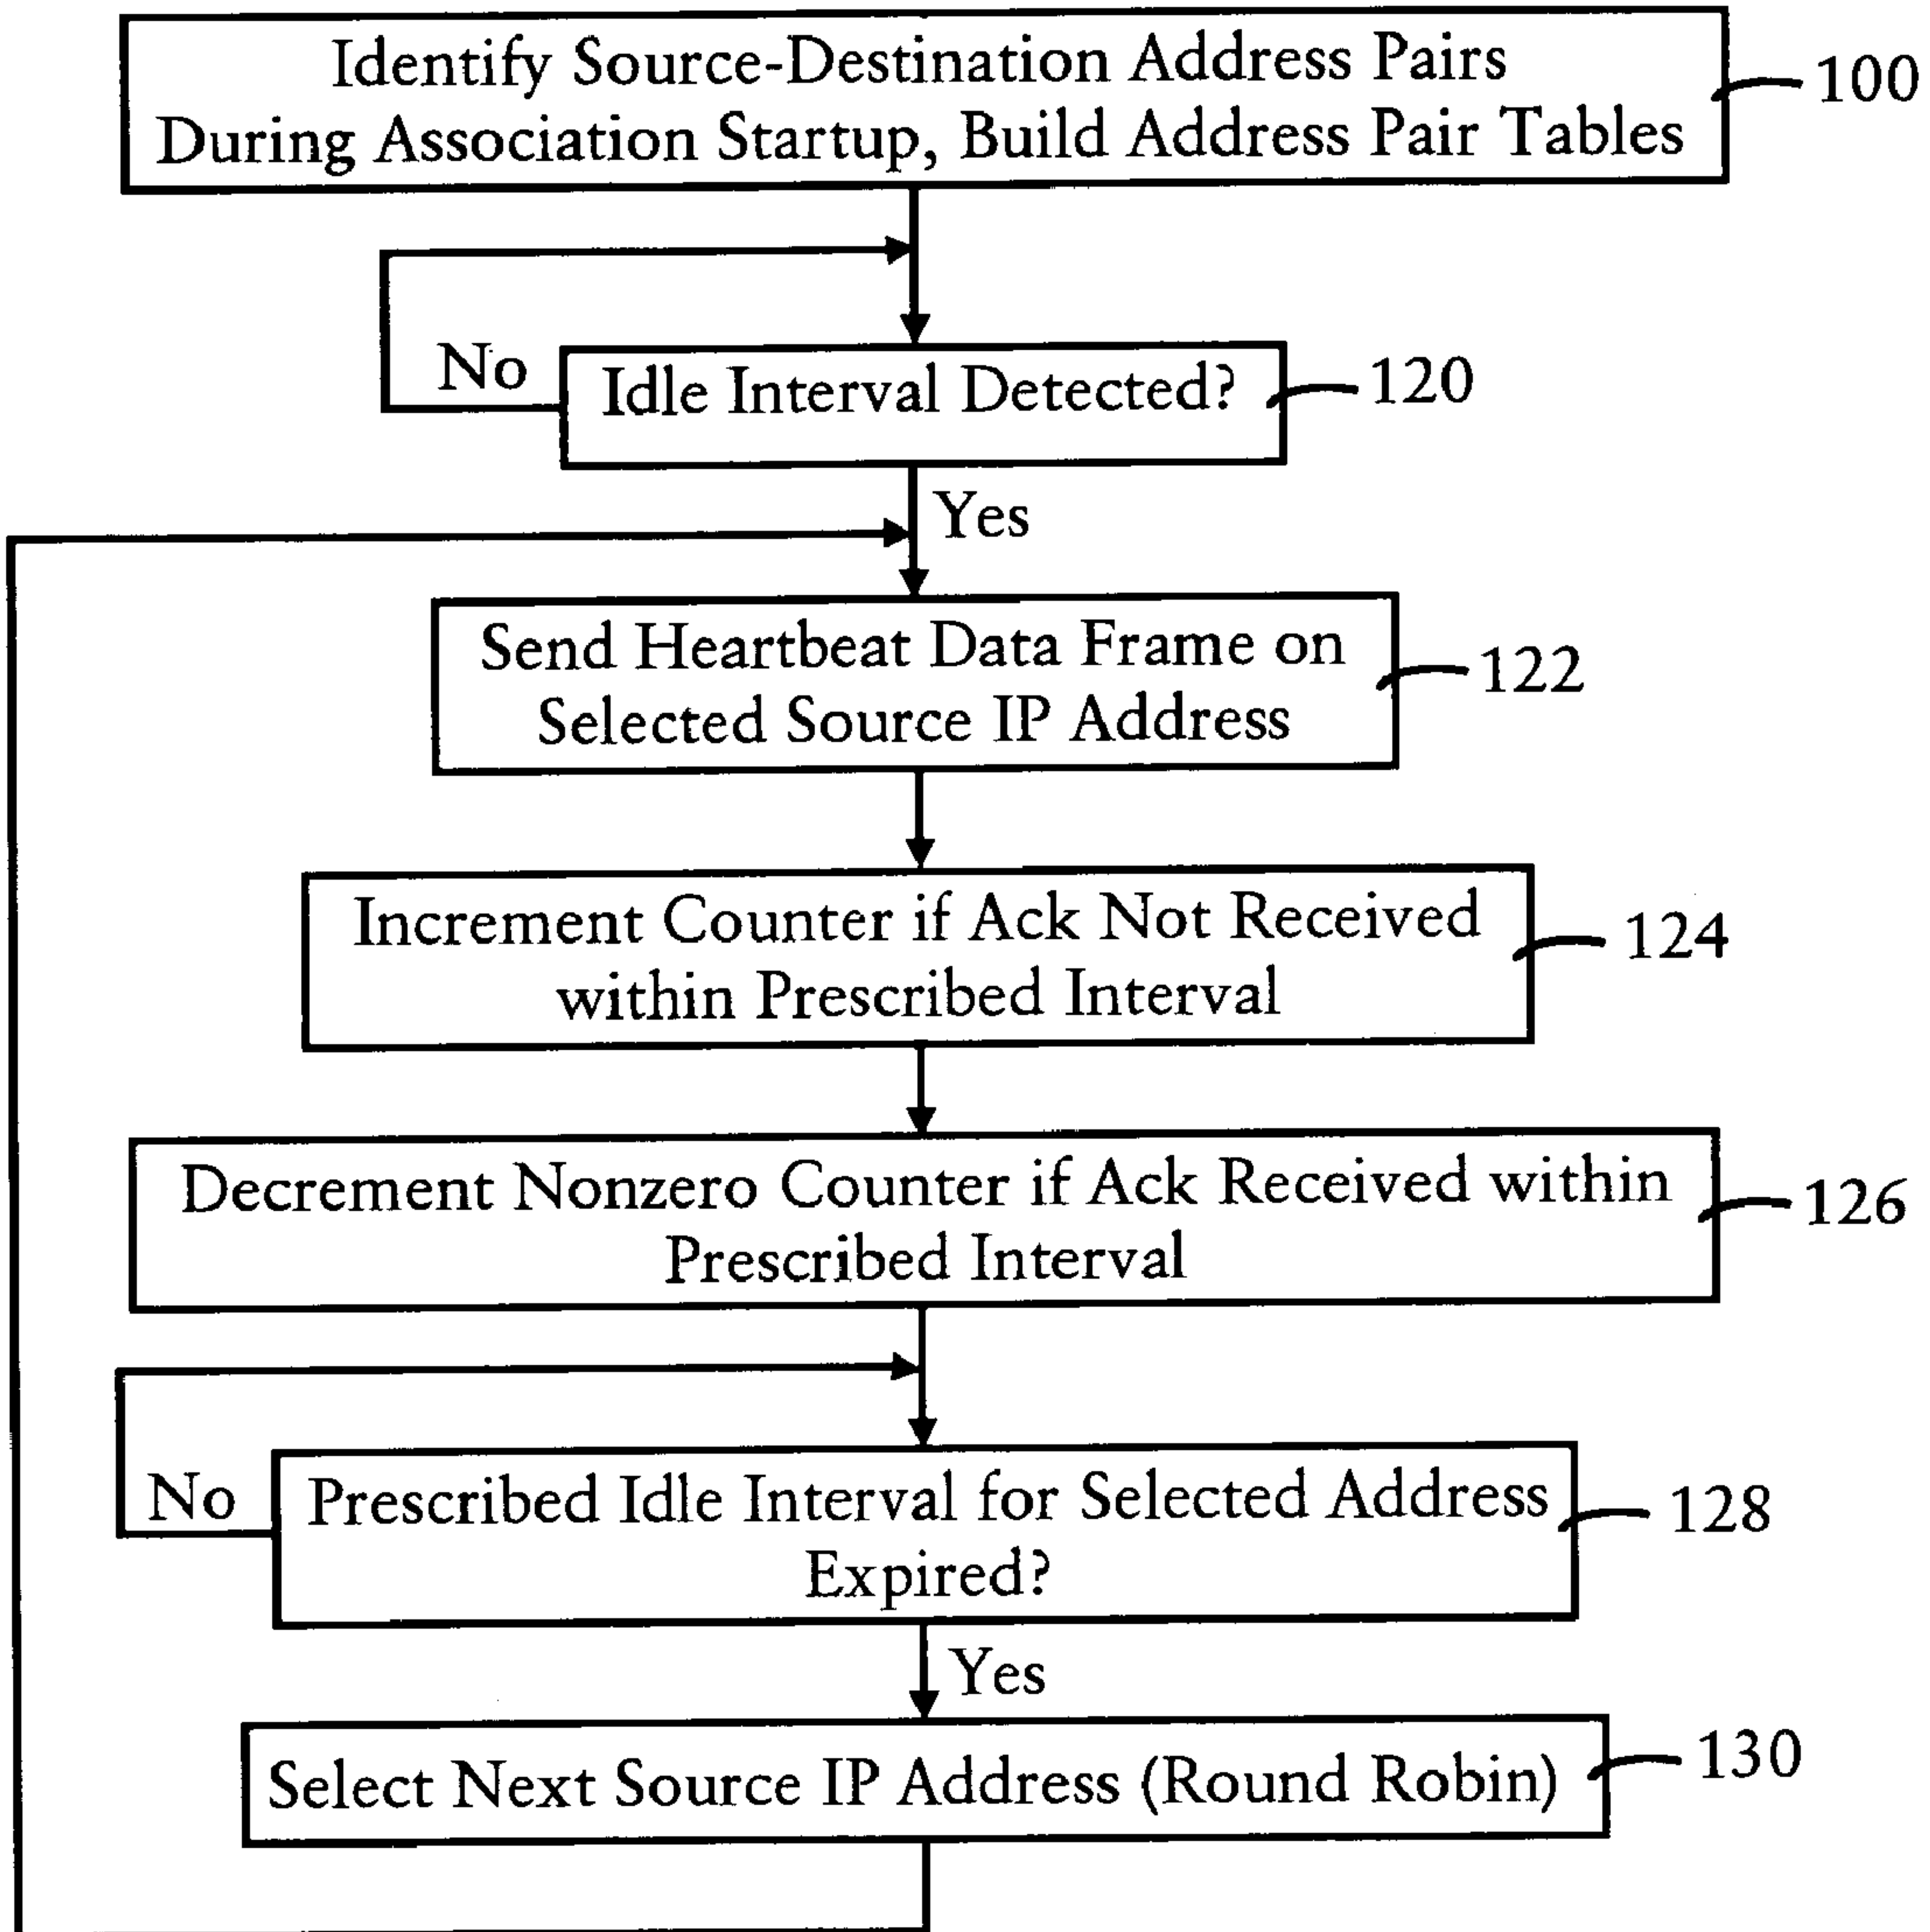 Identify Source-Destination Address Pairs
During Association Startup, Build Address Pair Tables
100
No
Idle Interval Detected?
120
Yes
Send Heartbeat Data Frame on
Selected Source IP Address
122
Increment Counter if Ack Not Received
within Prescribed Interval
124
Decrement Nonzero Counter if Ack Received within
Prescribed Interval
126
No
Prescribed Idle Interval for Selected Address
Expired?
128
Yes
Select Next Source IP Address (Round Robin)
130